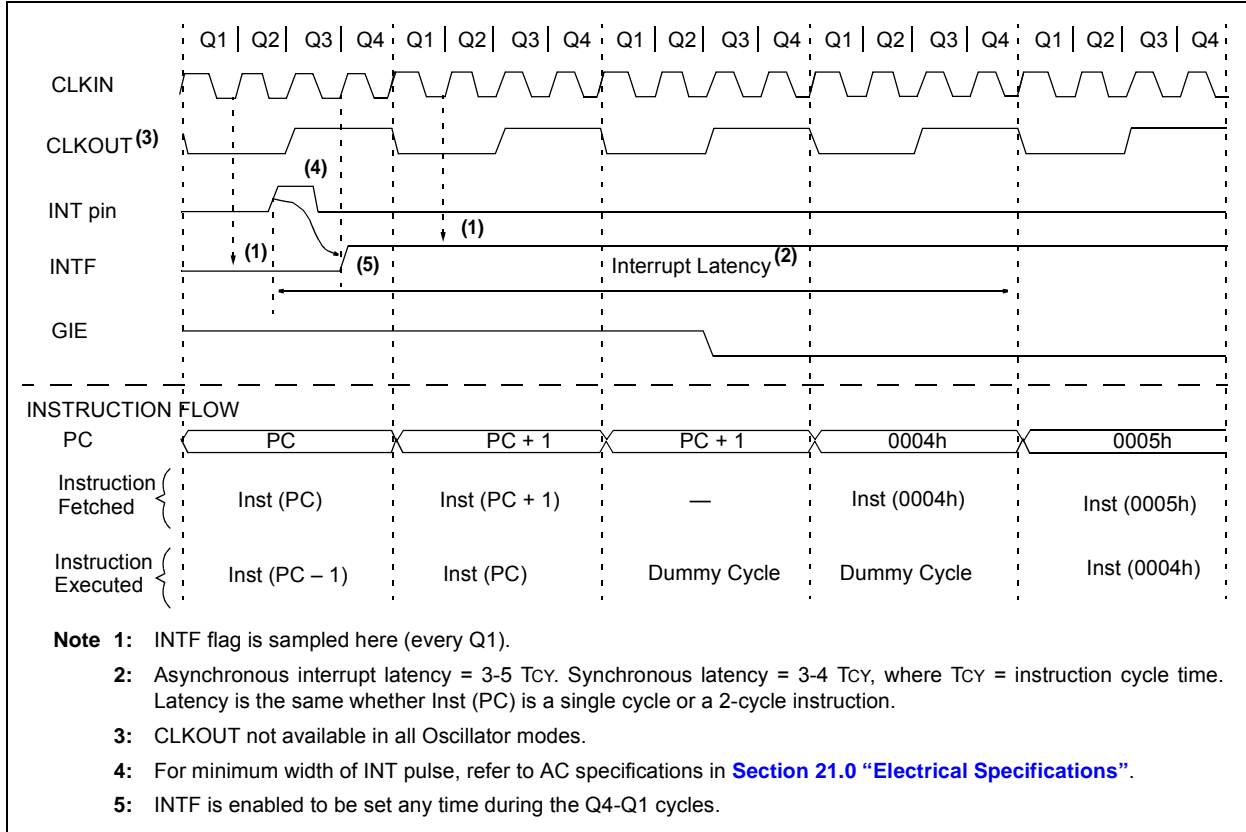 Q1 | Q2 | Q3 | Q4 Q1 | Q2 | Q3 | Q4 Q1 | Q2 | Q3 | Q4 Q1 | Q2 | Q3 | Q4 Q1 | Q2 | Q3 | Q4
CLKIN
CLKOUT (3)
(4)
INT pin
(1)
(1)
INTF
(5)
Interrupt Latency (2)
GIE
INSTRUCTION FLOW
PC PC PC + 1 PC + 1 0004h 0005h
Instruction
Fetched
Inst (PC) Inst (PC + 1) — Inst (0004h) Inst (0005h)
Instruction
Executed
Inst (PC – 1) Inst (PC) Dummy Cycle Dummy Cycle Inst (0004h)
Note 1: INTF flag is sampled here (every Q1).
2: Asynchronous interrupt latency = 3-5 TCY. Synchronous latency = 3-4 TCY, where TCY = instruction cycle time.
Latency is the same whether Inst (PC) is a single cycle or a 2-cycle instruction.
3: CLKOUT not available in all Oscillator modes.
4: For minimum width of INT pulse, refer to AC specifications in Section 21.0 “Electrical Specifications”.
5: INTF is enabled to be set any time during the Q4-Q1 cycles.